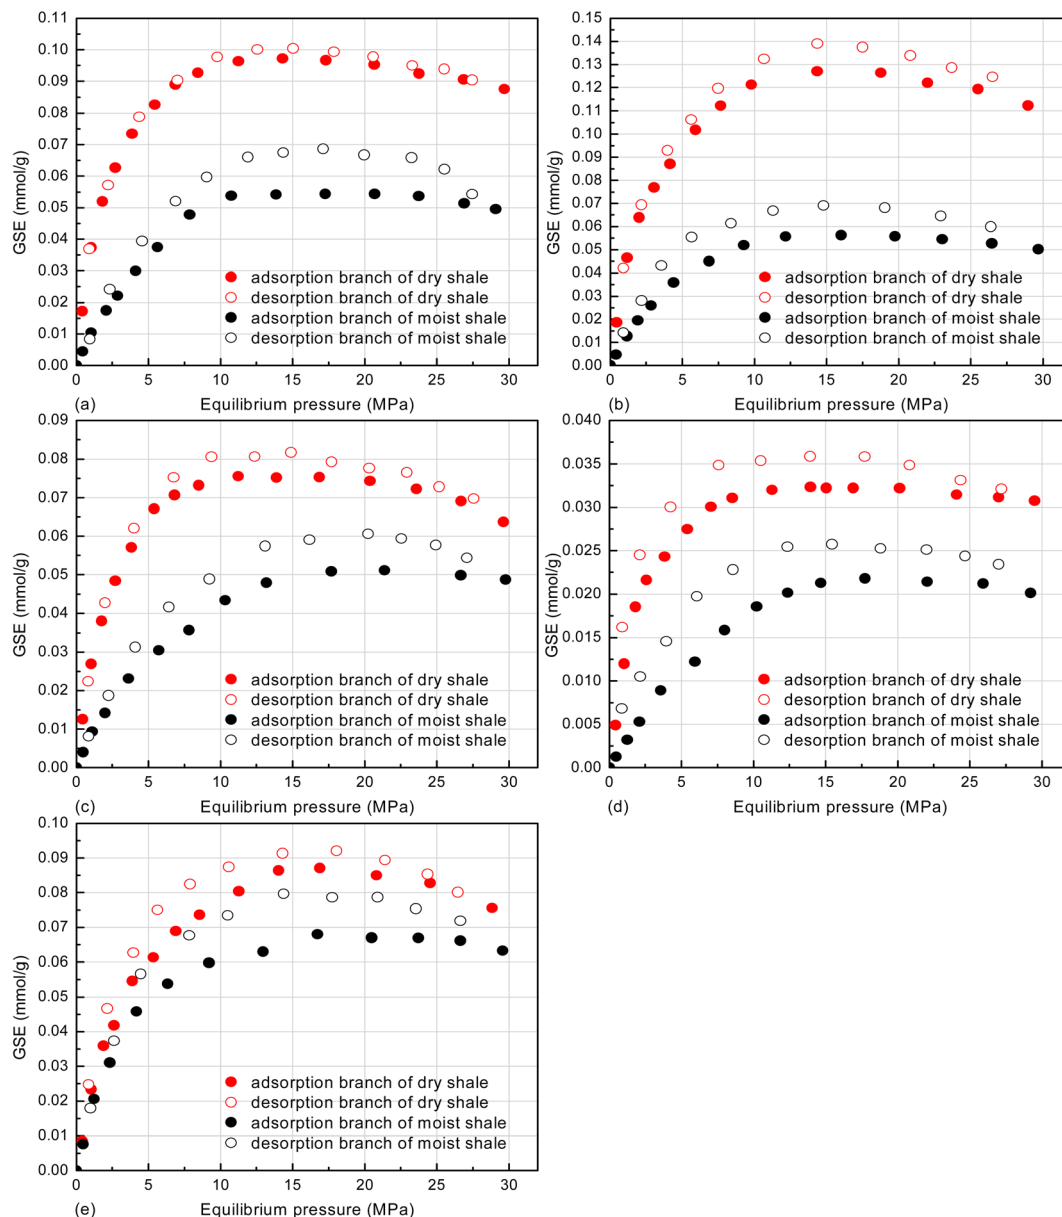 0.11
0.10
0.09
0.08
0.07
0.06
0.05
0.04
0.03
0.02
0.01
0.00
GSE (mmol/g)
adsorption branch of dry shale
desorption branch of dry shale
adsorption branch of moist shale
desorption branch of moist shale
0 5 10 15 20 25 30
(a) Equilibrium pressure (MPa)
0.15
0.14
0.13
0.12
0.11
0.10
0.09
0.08
0.07
0.06
0.05
0.04
0.03
0.02
0.01
0.00
GSE (mmol/g)
adsorption branch of dry shale
desorption branch of dry shale
adsorption branch of moist shale
desorption branch of moist shale
0 5 10 15 20 25 30
(b) Equilibrium pressure (MPa)
0.09
0.08
0.07
0.06
0.05
0.04
0.03
0.02
0.01
0.00
GSE (mmol/g)
adsorption branch of dry shale
desorption branch of dry shale
adsorption branch of moist shale
desorption branch of moist shale
0 5 10 15 20 25 30
(c) Equilibrium pressure (MPa)
0.040
0.035
0.030
0.025
0.020
0.015
0.010
0.005
0.000
GSE (mmol/g)
adsorption branch of dry shale
desorption branch of dry shale
adsorption branch of moist shale
desorption branch of moist shale
0 5 10 15 20 25 30
(d) Equilibrium pressure (MPa)
0.10
0.09
0.08
0.07
0.06
0.05
0.04
0.03
0.02
0.01
0.00
GSE (mmol/g)
adsorption branch of dry shale
desorption branch of dry shale
adsorption branch of moist shale
desorption branch of moist shale
0 5 10 15 20 25 30
(e) Equilibrium pressure (MPa)